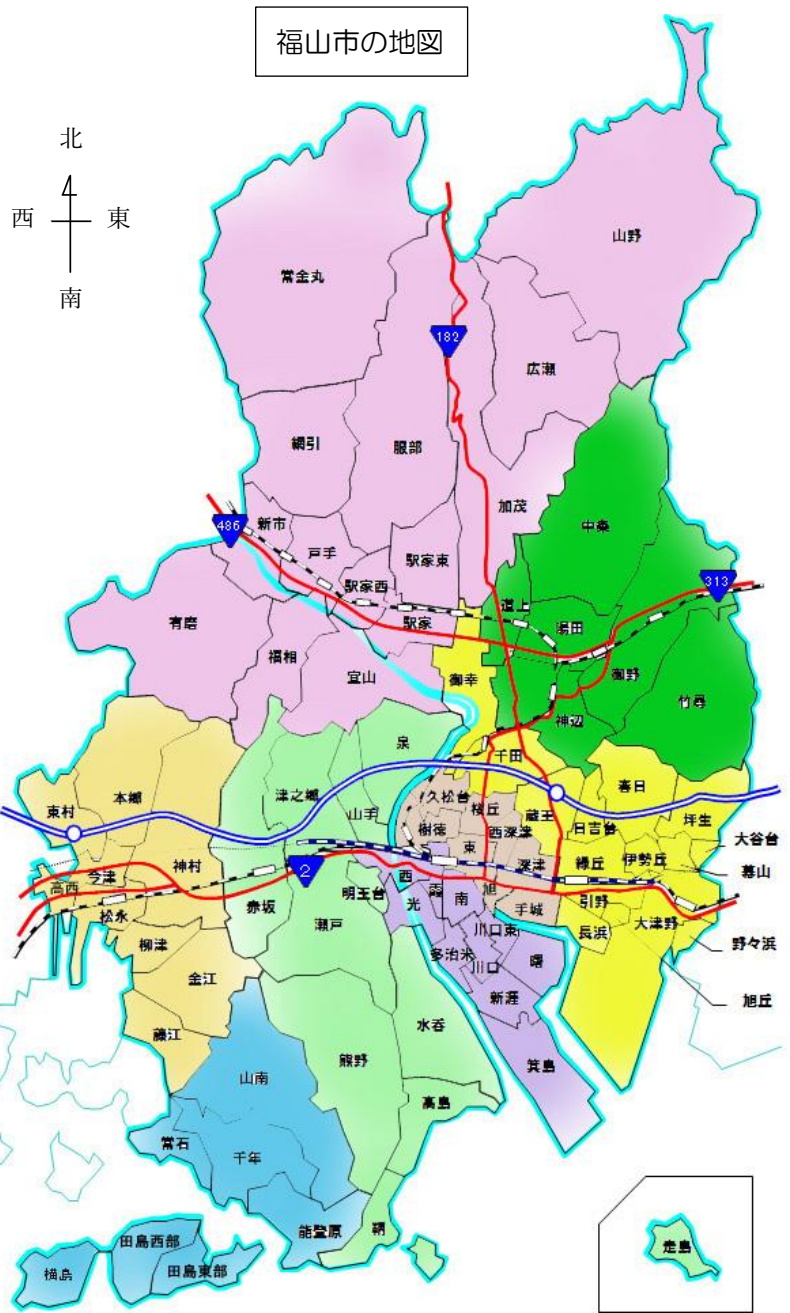 福山市の地図
北
西
東
南
山野
常金丸
182
広瀬
網引
服部
加茂
中条
新市
486
戸手
駅家東
駅家西
313
道上
湯田
有磨
駅家
福相
宜山
御幸
御野
竹尋
神辺
泉
千田
本郷
津之郷
春日
東村
山手
久松台
桜丘
蔵王
坪生
樹徳
西深津
日吉台
大谷台
東
神村
深津
緑丘
伊勢丘
幕山
今津
高西
2
明王台
西
霞
南
旭
引野
松永
赤坂
瀬戸
光
手城
大津野
柳津
川口東
長浜
野々浜
多治米
川口
曙
金江
新涯
旭丘
藤江
水呑
熊野
箕島
山南
高島
常石
千年
能登原
鞆
田島西部
走島
横島
田島東部